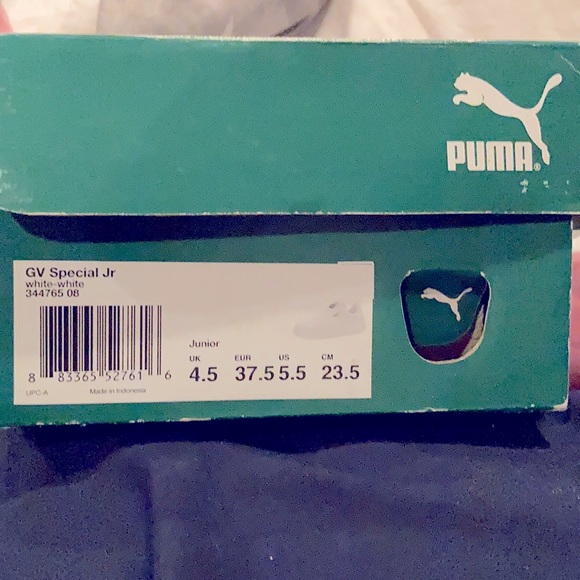 PUMA®
GV Special Jr
white-white
344765 08
8 83365 52761 6
UPC-A Made in Indonesia
Junior
UK EUR US CM
4.5 37.5 5.5 23.5